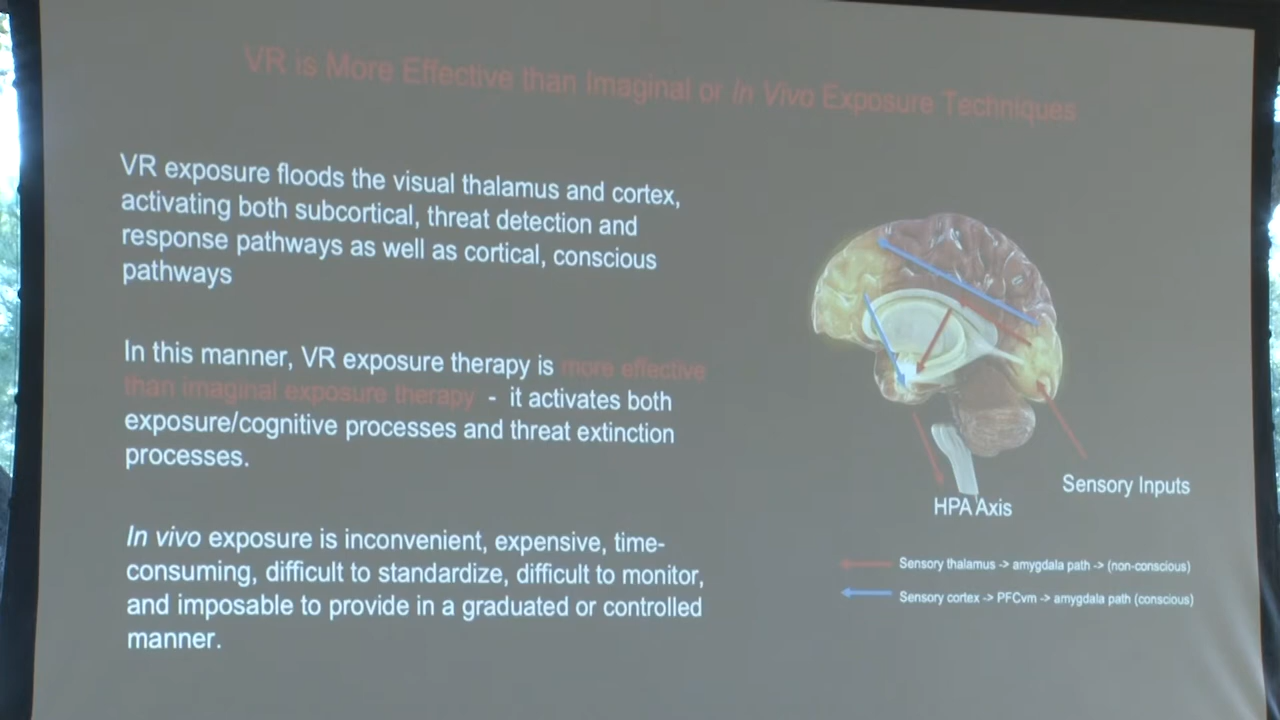 VR is More Effective than Imaginal or In Vivo Exposure Techniques
VR exposure floods the visual thalamus and cortex,
activating both subcortical, threat detection and
response pathways as well as cortical, conscious
pathways
In this manner, VR exposure therapy is more effective
than imaginal exposure therapy - it activates both
exposure/cognitive processes and threat extinction
processes.
In vivo exposure is inconvenient, expensive, time-
consuming, difficult to standardize, difficult to monitor,
and imposable to provide in a graduated or controlled
manner.
Sensory Inputs
HPA Axis
Sensory thalamus -> amygdala path -> (non-conscious)
Sensory cortex -> PFCvm -> amygdala path (conscious)